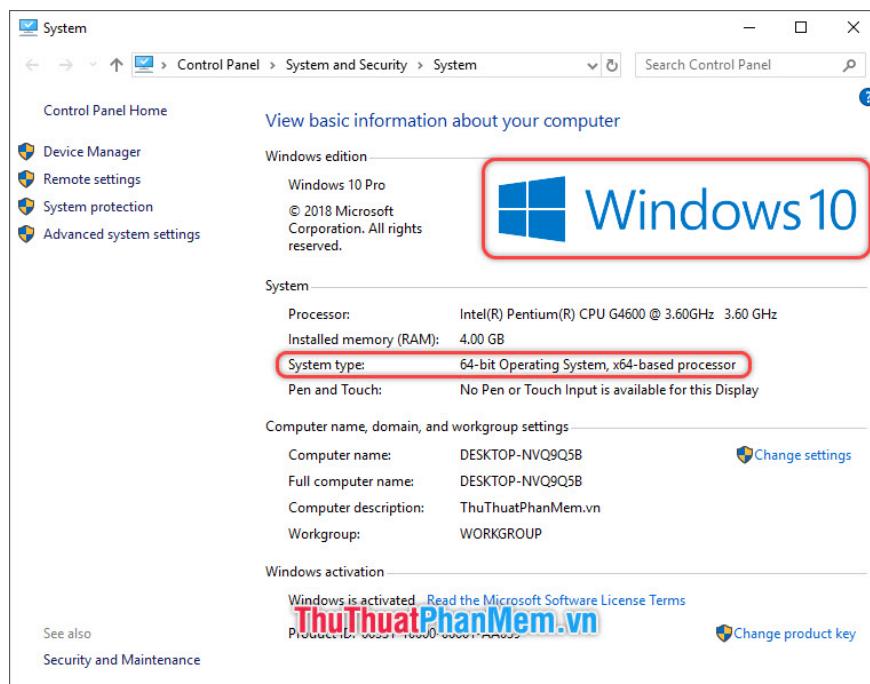 System
Control Panel > System and Security > System
Search Control Panel
?
Control Panel Home
Device Manager
Remote settings
System protection
Advanced system settings
See also
Security and Maintenance
View basic information about your computer
Windows edition
Windows 10 Pro
© 2018 Microsoft
Corporation. All rights
reserved.
Windows 10
System
Processor: Intel(R) Pentium(R) CPU G4600 @ 3.60GHz 3.60 GHz
Installed memory (RAM): 4.00 GB
System type: 64-bit Operating System, x64-based processor
Pen and Touch: No Pen or Touch Input is available for this Display
Computer name, domain, and workgroup settings
Computer name: DESKTOP-NVQ9Q5B
Change settings
Full computer name: DESKTOP-NVQ9Q5B
Computer description: ThuThuatPhanMem.vn
Workgroup: WORKGROUP
Windows activation
Windows is activated Read the Microsoft Software License Terms
ThuThuatPhanMem.vn
Product ID:
Change product key